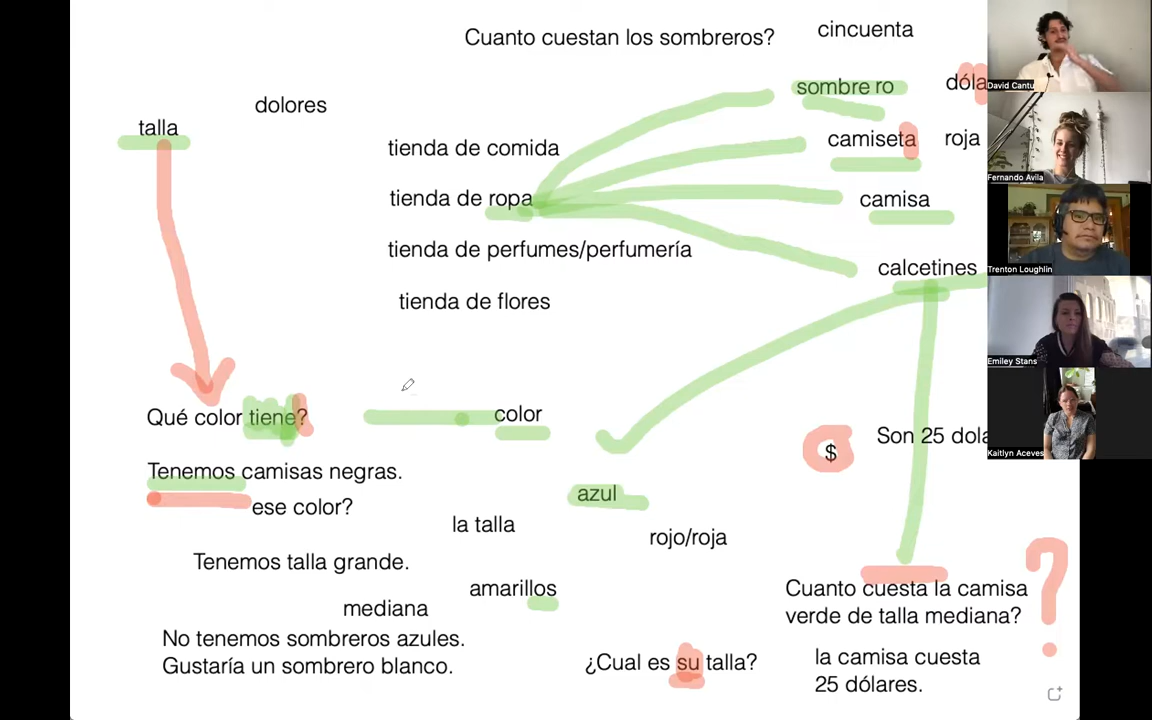 Cuanto cuestan los sombreros?
cincuenta
sombre ro
dóla
camiseta
roja
camisa
calcetines
dolores
talla
tienda de comida
tienda de ropa
tienda de perfumes/perfumería
tienda de flores
Qué color tiene?
color
Tenemos camisas negras.
ese color?
la talla
azul
rojo/roja
$
Son 25 dola
Tenemos talla grande.
amarillos
mediana
No tenemos sombreros azules.
Gustaría un sombrero blanco.
¿Cual es su talla?
Cuanto cuesta la camisa
verde de talla mediana?
?
la camisa cuesta
25 dólares.
David Cantu
Fernando Avila
Trenton Loughlin
Emiley Stans
Kaitlyn Aceves